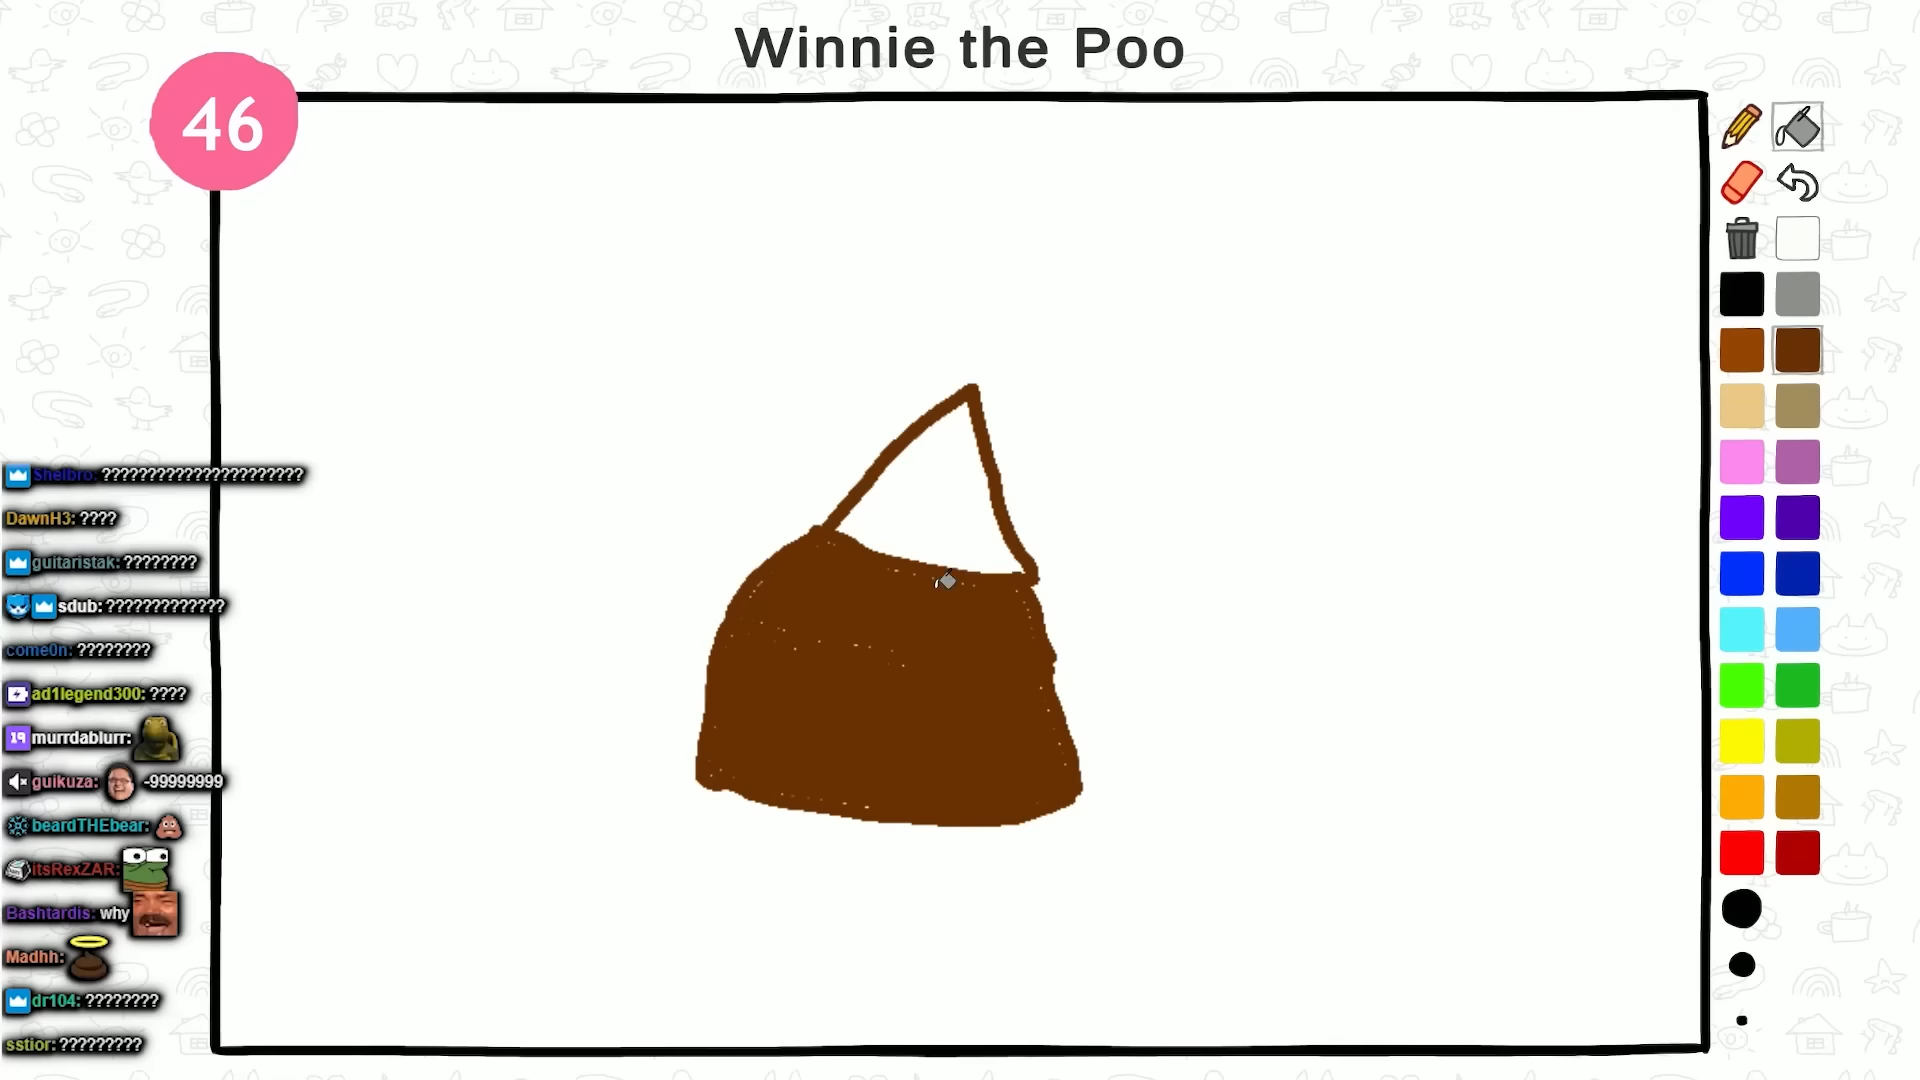 Winnie the Poo
46
Shelbro: ??????????????????????
DawnH3: ????
guitaristak: ????????
sdub: ?????????????
come0n: ????????
ad1legend300: ????
19 murrdablurr:
guikuza: -99999999
beardTHEbear:
itsRexZAR:
Bashtardis: why
Madhh:
dr104: ????????
sstior: ?????????